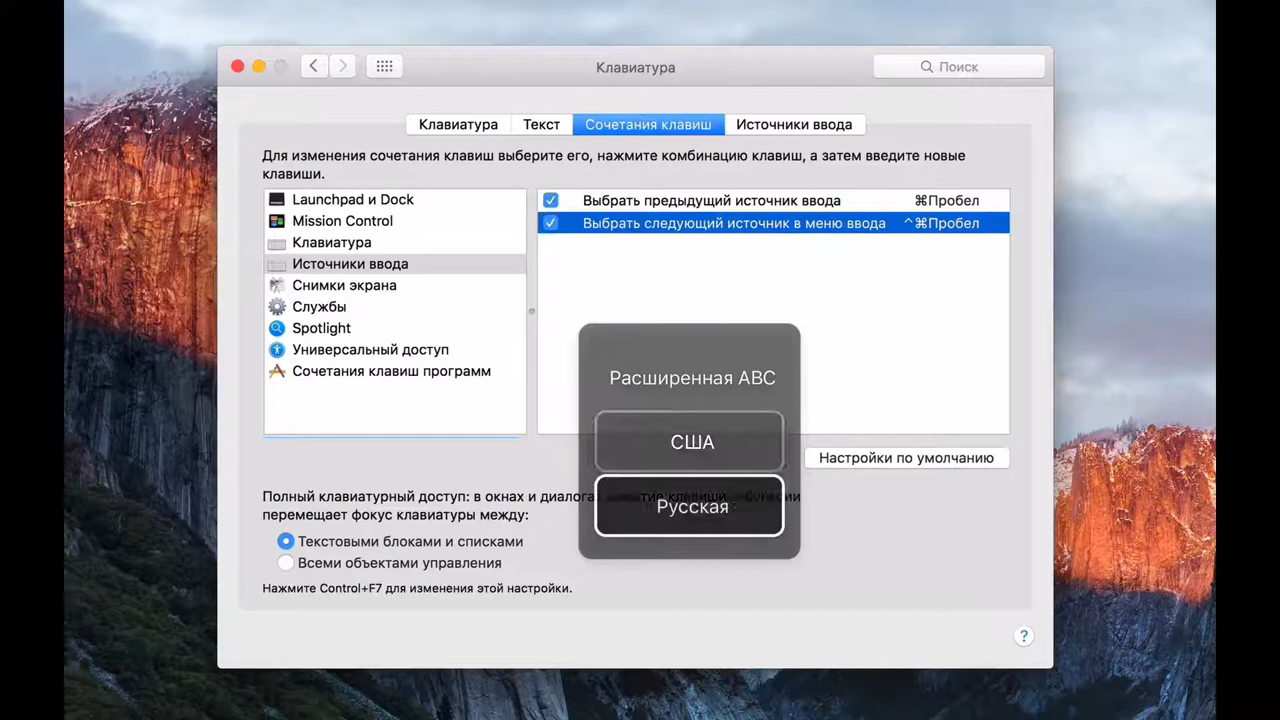 Клавиатура
Поиск
Клавиатура
Текст
Сочетания клавиш
Источники ввода
Для изменения сочетания клавиш выберите его, нажмите комбинацию клавиш, а затем введите новые
клавиши.
Launchpad и Dock
Mission Control
Клавиатура
Источники ввода
Снимки экрана
Службы
Spotlight
Универсальный доступ
Сочетания клавиш программ
Выбрать предыдущий источник ввода ⌘Пробел
Выбрать следующий источник в меню ввода ^⌘Пробел
Расширенная ABC
США
Русская
Настройки по умолчанию
Полный клавиатурный доступ: в окнах и диалогах
перемещает фокус клавиатуры между:
Текстовыми блоками и списками
Всеми объектами управления
Нажмите Control+F7 для изменения этой настройки.
?